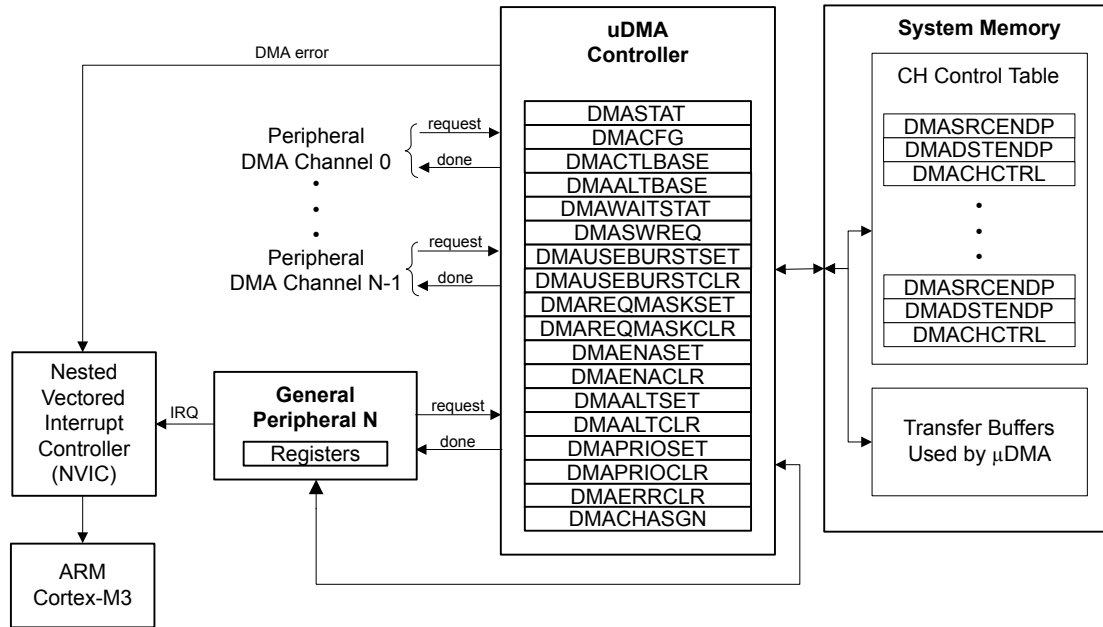 uDMA
Controller
System Memory
DMA error
CH Control Table
DMASTAT
DMACFG
DMACTLBASE
DMAALTBASE
DMAWAITSTAT
DMASWREQ
DMAUSEBURSTSET
DMAUSEBURSTCLR
DMAREQMASKSET
DMAREQMASKCLR
DMAENASET
DMAENACLR
DMAALTSET
DMAALTCLR
DMAPRIOSET
DMAPRIOCLR
DMAERRCLR
DMACHASGN
Peripheral
DMA Channel 0
request
done
•
•
•
Peripheral
DMA Channel N-1
request
done
DMASRCENDP
DMADSTENDP
DMACHCTRL
•
•
•
DMASRCENDP
DMADSTENDP
DMACHCTRL
Transfer Buffers
Used by μDMA
Nested
Vectored
Interrupt
Controller
(NVIC)
IRQ
General
Peripheral N
Registers
request
done
ARM
Cortex-M3